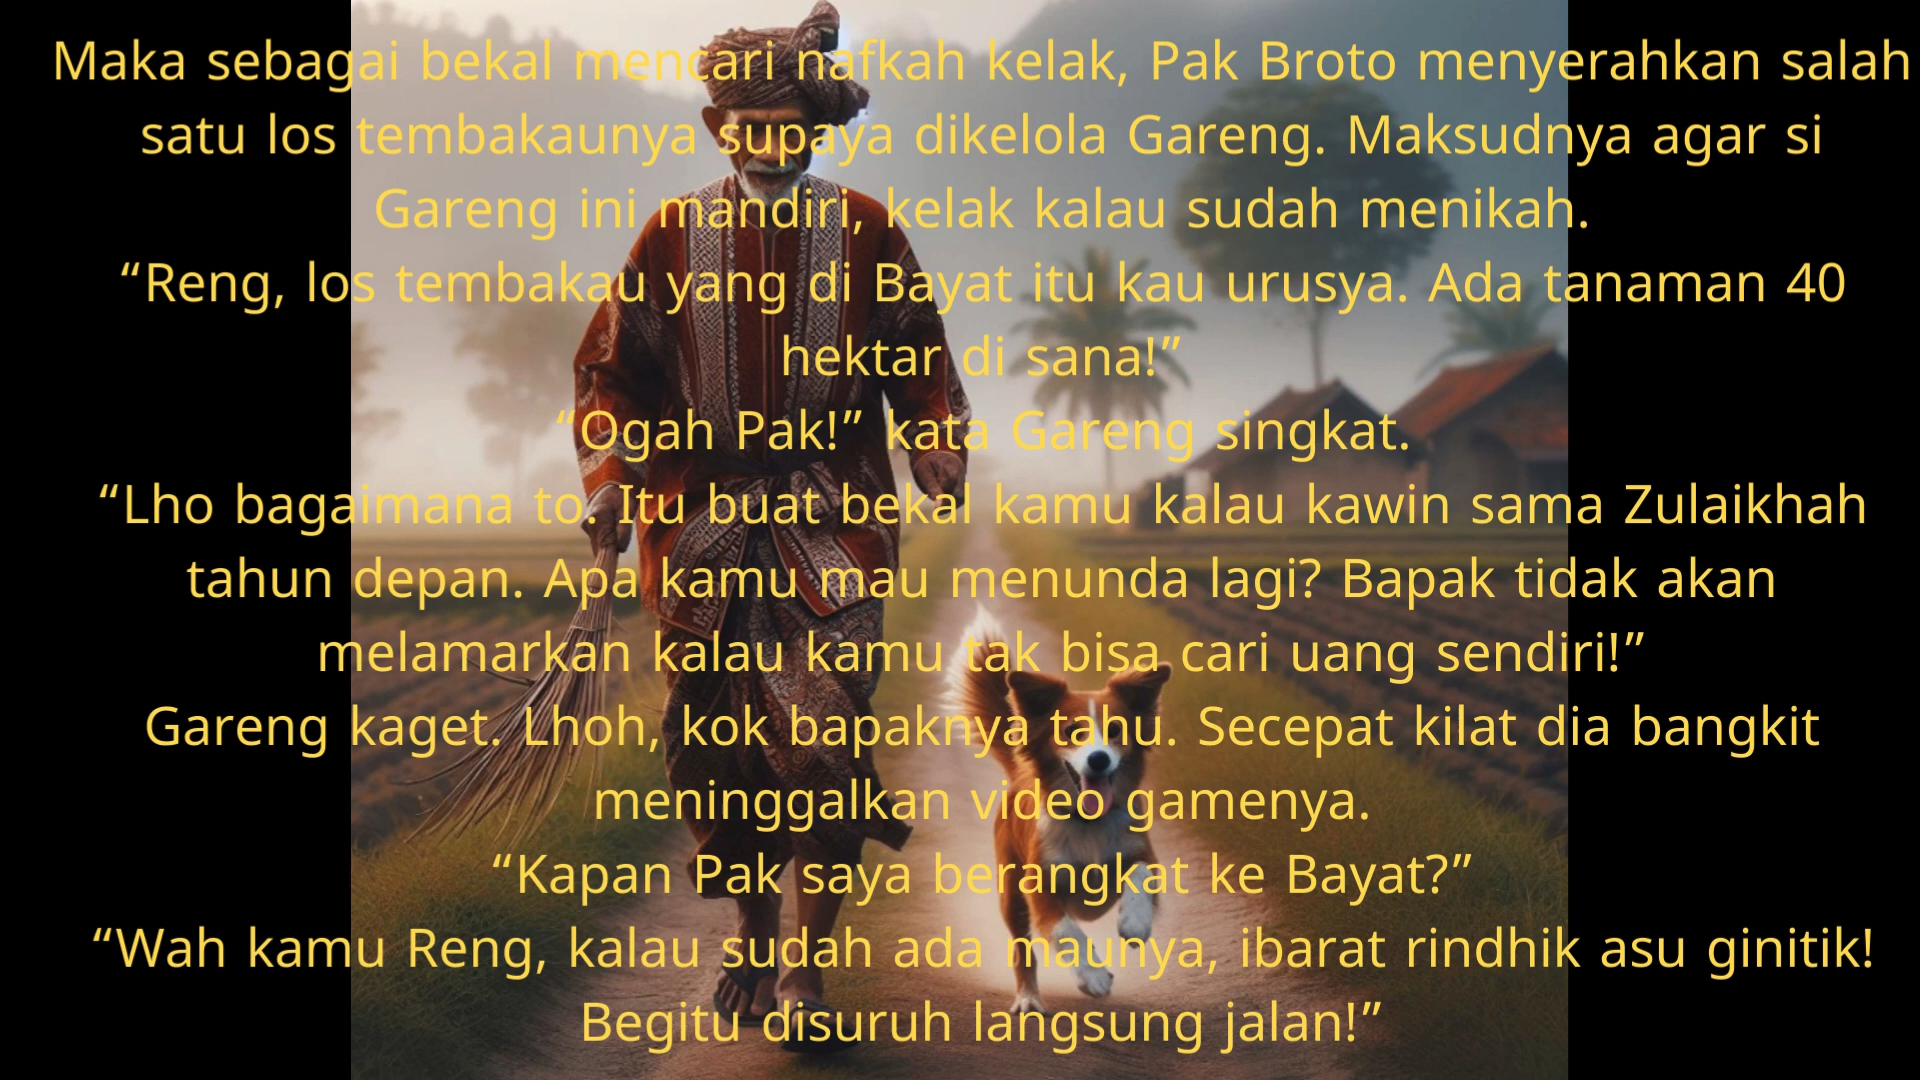 Maka sebagai bekal mencari nafkah kelak, Pak Broto menyerahkan salah
satu los tembakaunya supaya dikelola Gareng. Maksudnya agar si
Gareng ini mandiri, kelak kalau sudah menikah.
“Reng, los tembakau yang di Bayat itu kau urusya. Ada tanaman 40
hektar di sana!”
“Ogah Pak!” kata Gareng singkat.
“Lho bagaimana to. Itu buat bekal kamu kalau kawin sama Zulaikhah
tahun depan. Apa kamu mau menunda lagi? Bapak tidak akan
melamarkan kalau kamu tak bisa cari uang sendiri!”
Gareng kaget. Lhoh, kok bapaknya tahu. Secepat kilat dia bangkit
meninggalkan video gamenya.
“Kapan Pak saya berangkat ke Bayat?”
“Wah kamu Reng, kalau sudah ada maunya, ibarat rindhik asu ginitik!
Begitu disuruh langsung jalan!”